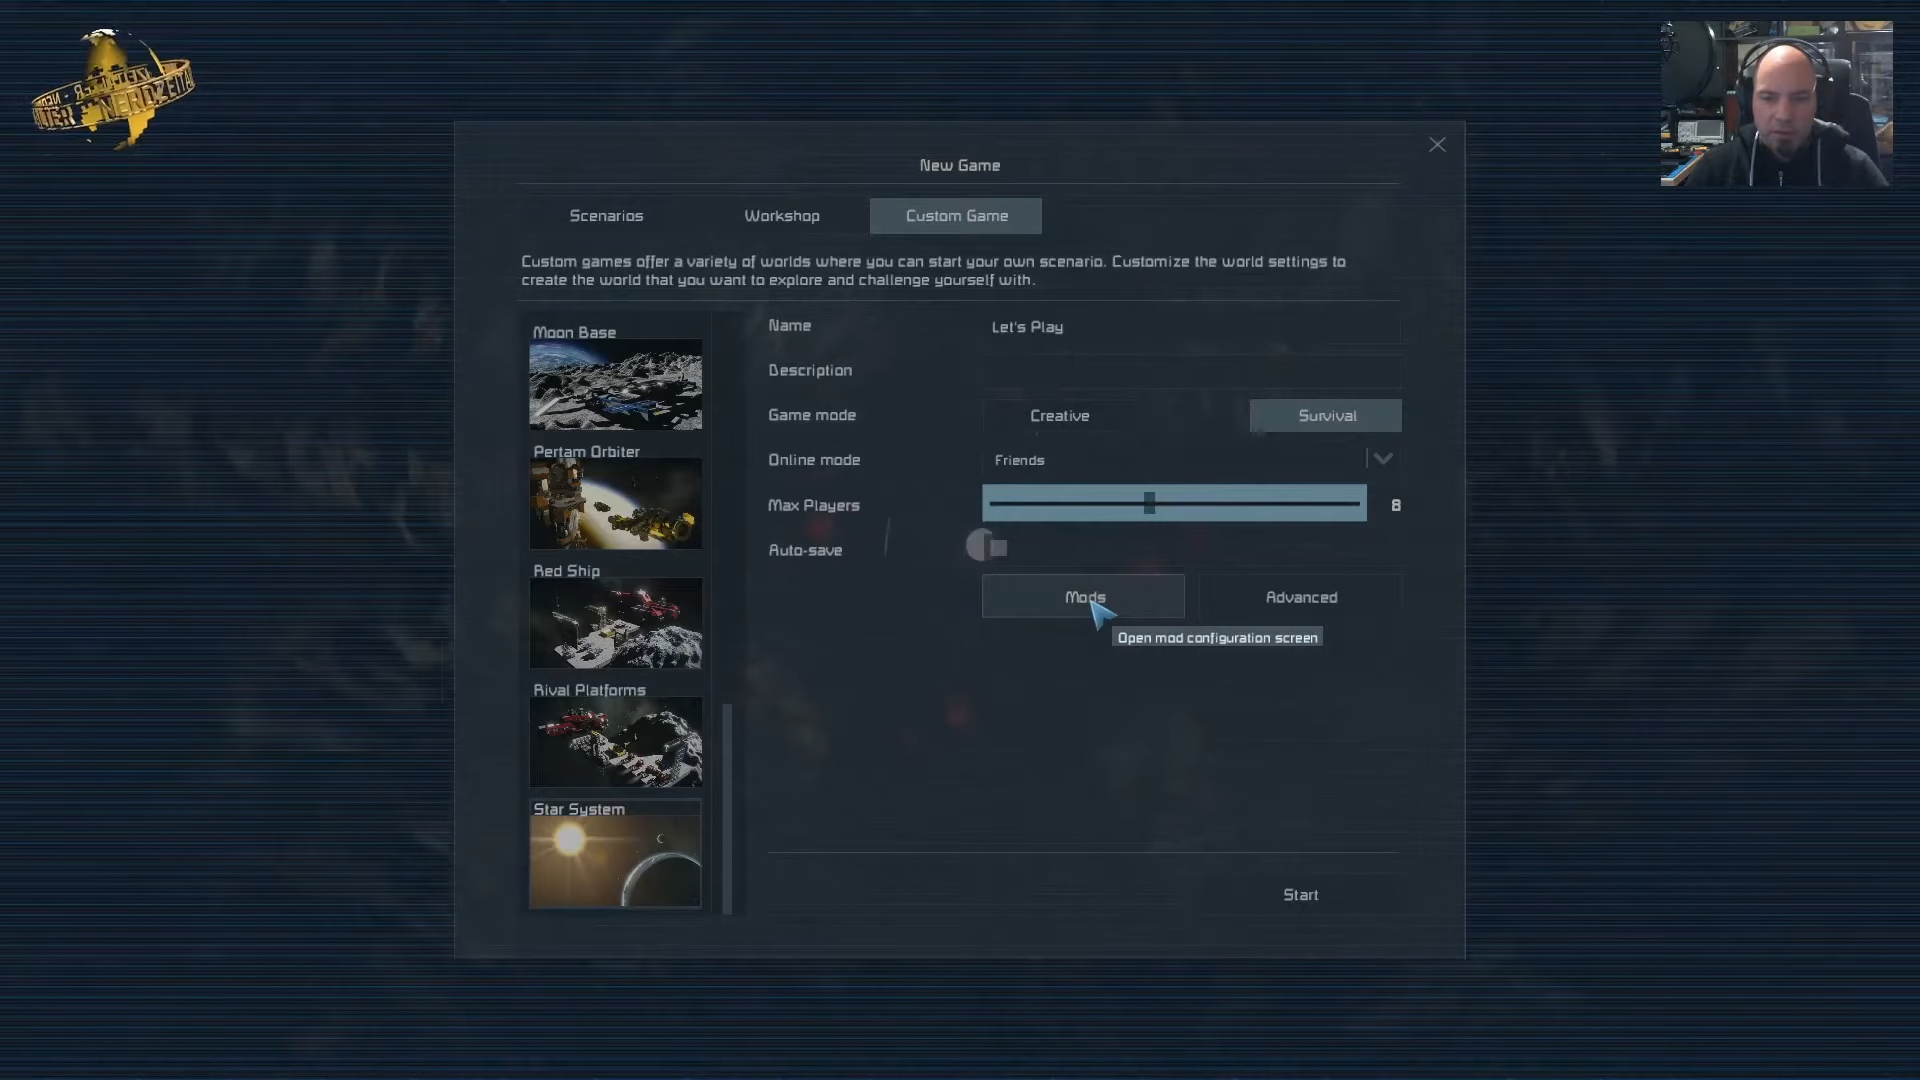 NERDZEITALTER
New Game
Scenarios
Workshop
Custom Game
Custom games offer a variety of worlds where you can start your own scenario. Customize the world settings to
create the world that you want to explore and challenge yourself with.
Moon Base
Pertam Orbiter
Red Ship
Rival Platforms
Star System
Name
Let's Play
Description
Game mode
Creative
Survival
Online mode
Friends
Max Players
8
Auto-save
Mods
Advanced
Open mod configuration screen
Start